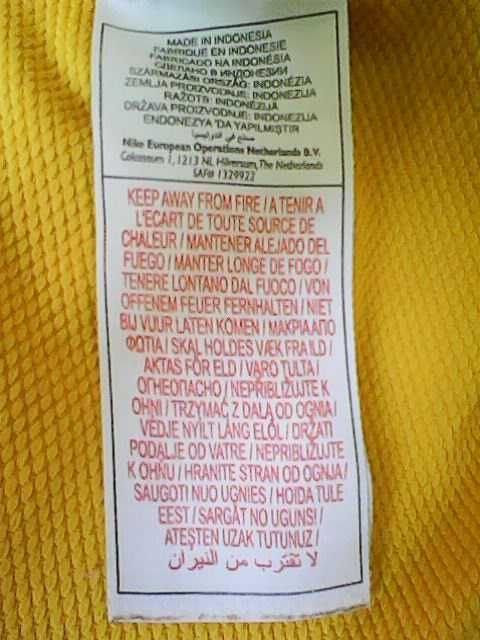 MADE IN INDONESIA
FABRIQUE EN INDONESIE
FABRICADO NA INDONÉSIA
СДЕЛАНО В ИНДОНЕЗИИ
SZÁRMAZÁSI ORSZÁG: INDONÉZIA
ZEMLJA PROIZVODNJE: INDONEZIJA
RAŽOTS: INDONĒZIJĀ
DRŽAVA PROIZVODNJE: INDONEZIJA
ENDONEZYA'DA YAPILMIŞTIR
صنع في اندونيسيا
Nike European Operations Netherlands B.V.
Colosseum 1, 1213 NL Hilversum, The Netherlands
SAF# 1329922
KEEP AWAY FROM FIRE / A TENIR A
L'ECART DE TOUTE SOURCE DE
CHALEUR / MANTENER ALEJADO DEL
FUEGO / MANTER LONGE DE FOGO /
TENERE LONTANO DAL FUOCO / VON
OFFENEM FEUER FERNHALTEN / NIET
BIJ VUUR LATEN KOMEN / ΜΑΚΡΙΑ ΑΠΟ
ΦΩΤΙΑ / SKAL HOLDES VÆK FRA ILD /
AKTAS FÖR ELD / VARO TULTA /
ОГНЕОПАСНО / NEPŘIBLIŽUJTE K
OHNI / TRZYMAĆ Z DALA OD OGNIA /
VÉDJE NYÍLT LÁNG ELŐL / DRŽATI
PODALJE OD VATRE / NEPRIBLIŽUJTE
K OHŇU / HRANITE STRAN OD OGNJA /
SAUGOTI NUO UGNIES / HOIDA TULE
EEST / SARGĀT NO UGUNS! /
ATEŞTEN UZAK TUTUNUZ /
لا تقترب من النيران